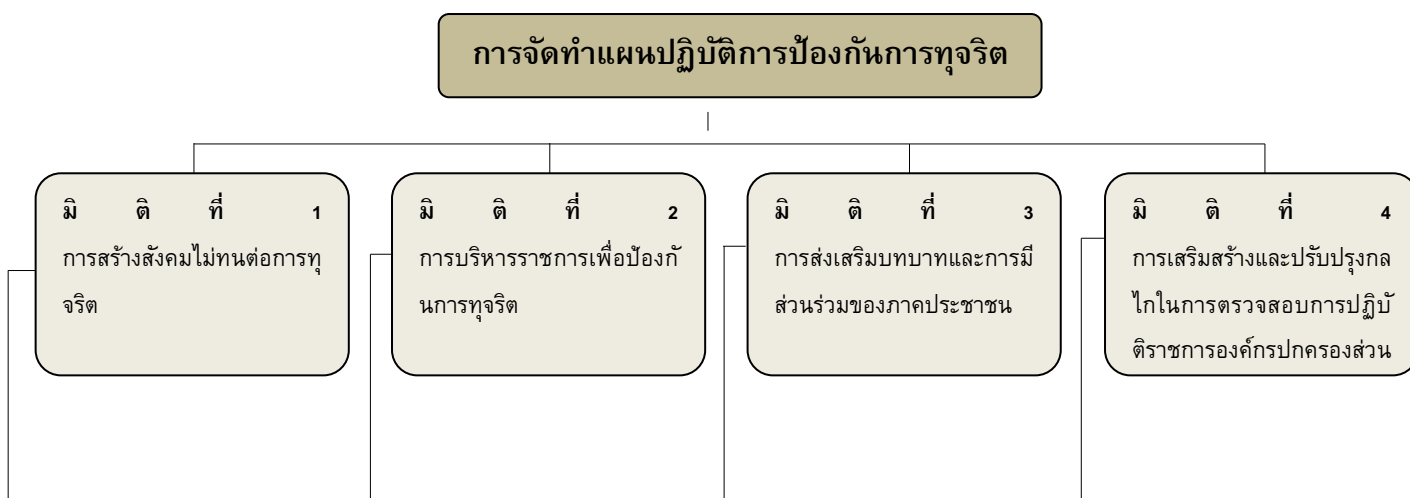 การจัดทำแผนปฏิบัติการป้องกันการทุจริต
มิ ติ ที่ 1
การสร้างสังคมไม่ทนต่อการทุ
จริต
มิ ติ ที่ 2
การบริหารราชการเพื่อป้องกั
นการทุจริต
มิ ติ ที่ 3
การส่งเสริมบทบาทและการมี
ส่วนร่วมของภาคประชาชน
มิ ติ ที่ 4
การเสริมสร้างและปรับปรุงกล
ไกในการตรวจสอบการปฏิบั
ติราชการองค์กรปกครองส่วน